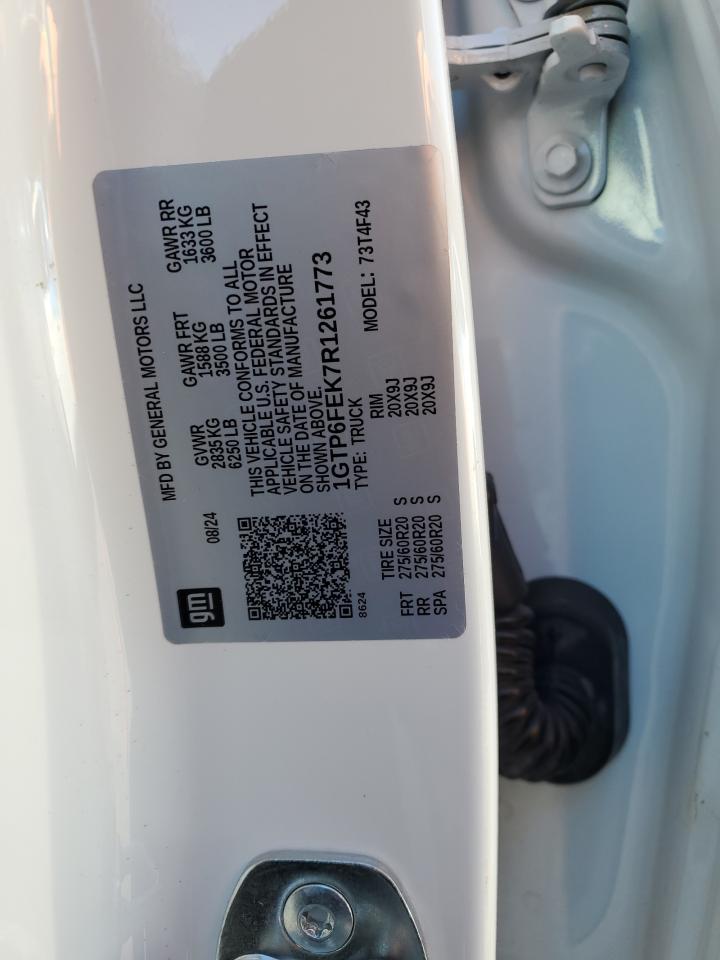 gm
MFD BY GENERAL MOTORS LLC
08/24
GVWR
2835 KG
6250 LB
GAWR FRT
1588 KG
3500 LB
GAWR RR
1633 KG
3600 LB
THIS VEHICLE CONFORMS TO ALL
APPLICABLE U.S. FEDERAL MOTOR
VEHICLE SAFETY STANDARDS IN EFFECT
ON THE DATE OF MANUFACTURE
SHOWN ABOVE.
1GTP6FEK7R1261773
TYPE: TRUCK
MODEL: 73T4F43
8624
TIRE SIZE RIM
FRT 275/60R20 S 20X9J
RR 275/60R20 S 20X9J
SPA 275/60R20 S 20X9J